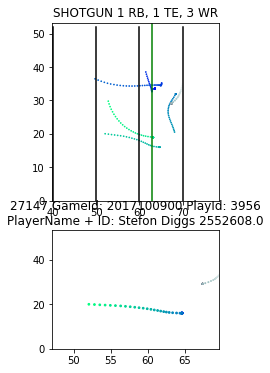 SHOTGUN 1 RB, 1 TE, 3 WR
50
40
30
20
10
0
40 50 60 70
27147 GameId: 2017100900 PlayId: 3956
PlayerName + ID: Stefon Diggs 2552608.0
40
20
0
50 55 60 65